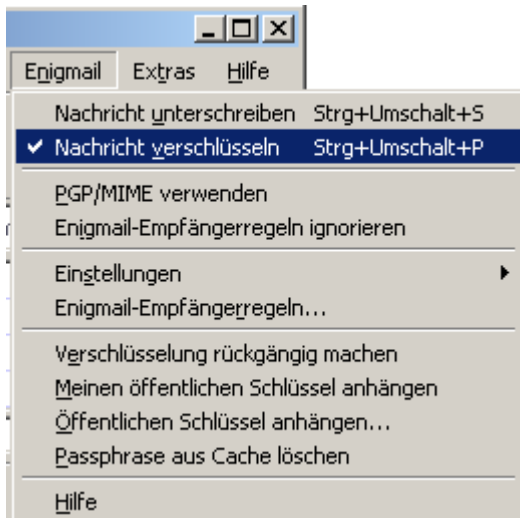 Enigmail Extras Hilfe
Nachricht unterschreiben Strg+Umschalt+S
Nachricht verschlüsseln Strg+Umschalt+P
PGP/MIME verwenden
Enigmail-Empfängerregeln ignorieren
Einstellungen
Enigmail-Empfängerregeln...
Verschlüsselung rückgängig machen
Meinen öffentlichen Schlüssel anhängen
Öffentlichen Schlüssel anhängen...
Passphrase aus Cache löschen
Hilfe